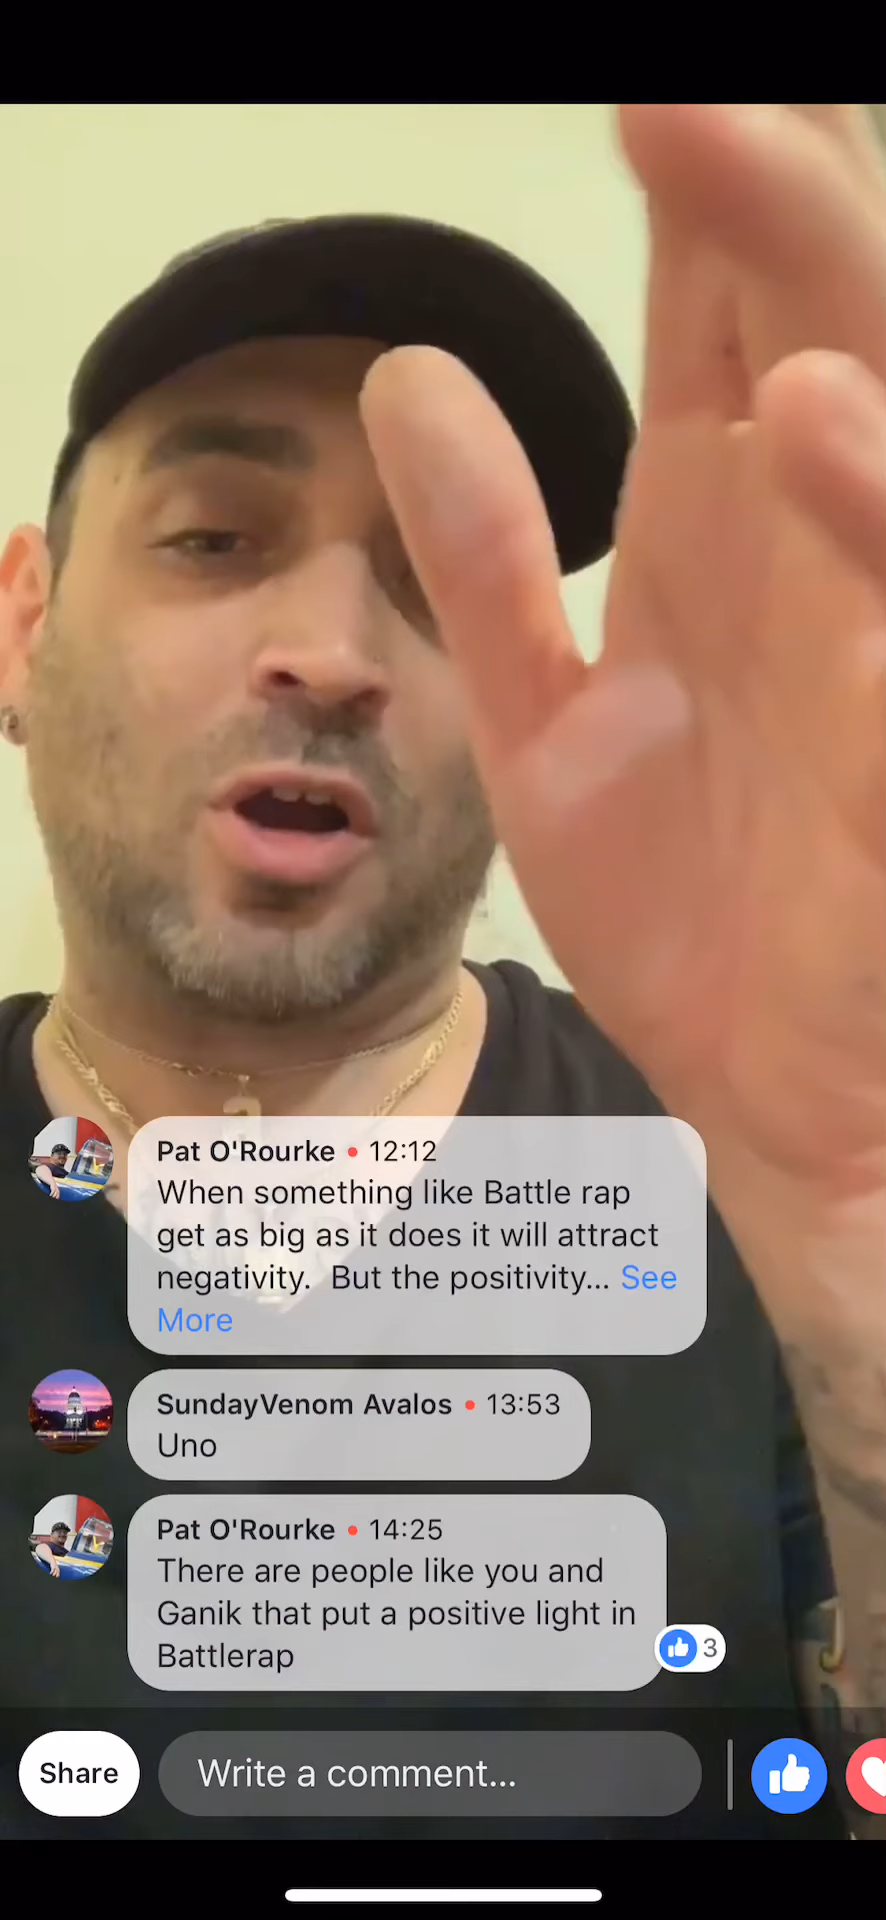 Pat O'Rourke • 12:12
When something like Battle rap
get as big as it does it will attract
negativity.  But the positivity... See
More
SundayVenom Avalos • 13:53
Uno
Pat O'Rourke • 14:25
There are people like you and
Ganik that put a positive light in
Battlerap
3
Share
Write a comment...